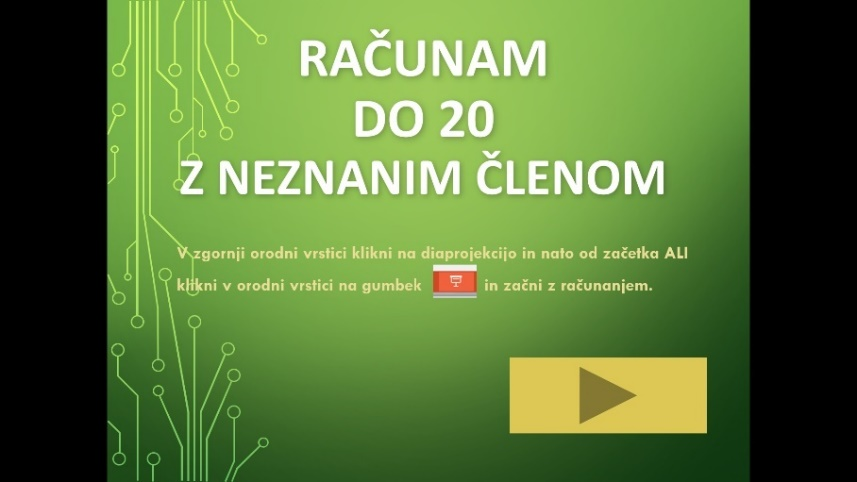 RAČUNAM
DO 20
Z NEZNANIM ČLENOM
V zgornji orodni vrstici klikni na diaprojekcijo in nato od začetka ALI
klikni v orodni vrstici na gumbek in začni z računanjem.